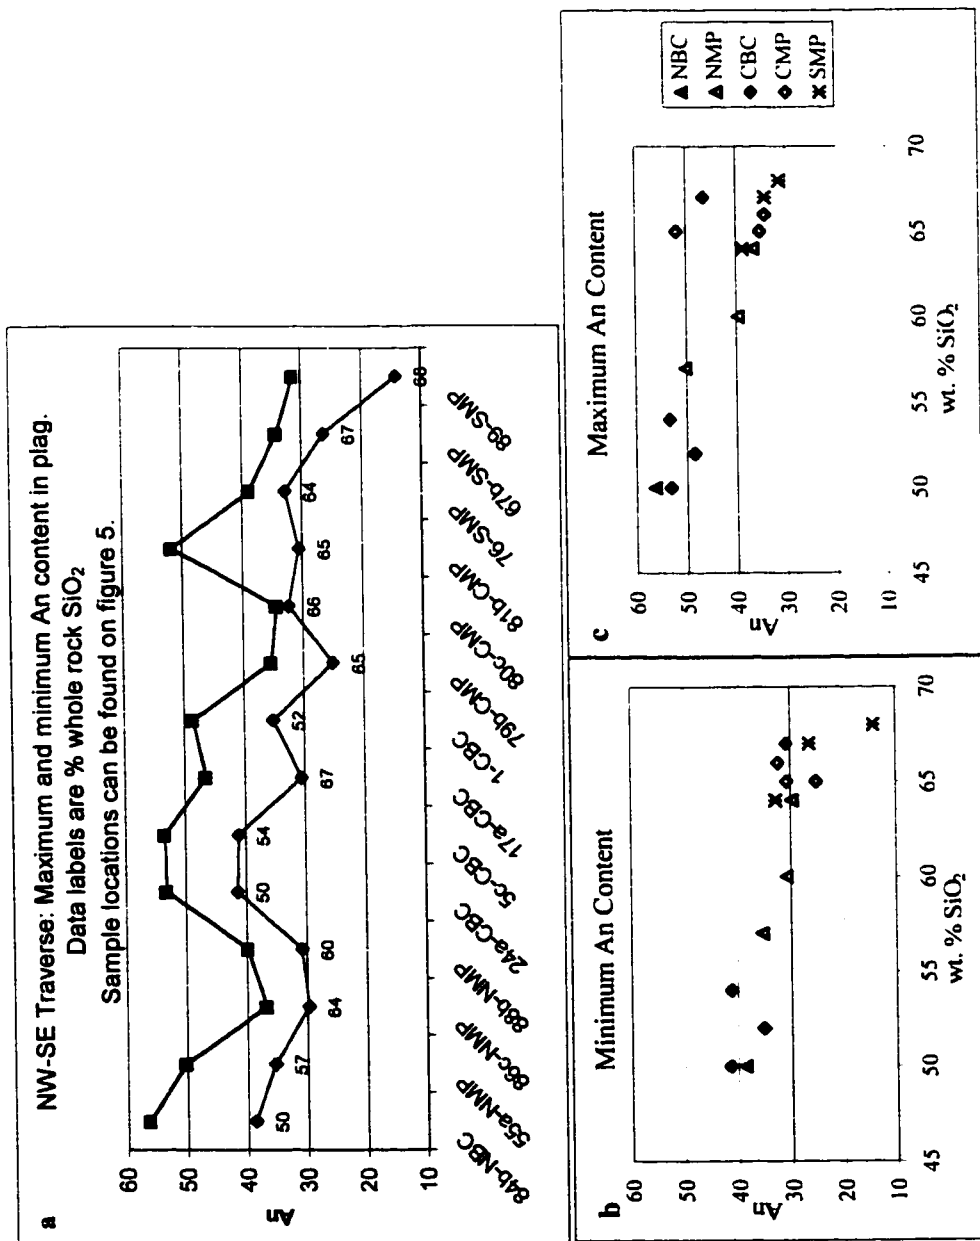 a
NW-SE Traverse: Maximum and minimum An content in plag.
Data labels are % whole rock SiO2
Sample locations can be found on figure 5.
60
50
40
30
20
10
An
50
57
64
60
50
54
67
52
65
66
65
64
67
68
84b-NBC
55a-NMP
86c-NMP
88b-NMP
24a-CBC
5c-CBC
17a-CBC
1-CBC
79b-CMP
80c-CMP
81b-CMP
76-SMP
67b-SMP
89-SMP
b
Minimum An Content
60
50
40
30
20
10
An
45
50
55
60
65
70
wt. % SiO2
c
Maximum An Content
60
50
40
30
20
10
An
45
50
55
60
65
70
wt. % SiO2
NBC
NMP
CBC
CMP
SMP